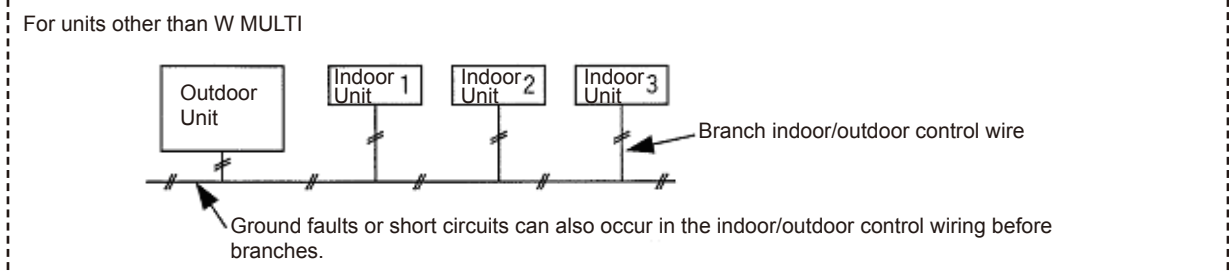 For units other than W MULTI
Outdoor
Unit
Indoor
Unit 1
Indoor
Unit 2
Indoor
Unit 3
Branch indoor/outdoor control wire
Ground faults or short circuits can also occur in the indoor/outdoor control wiring before
branches.